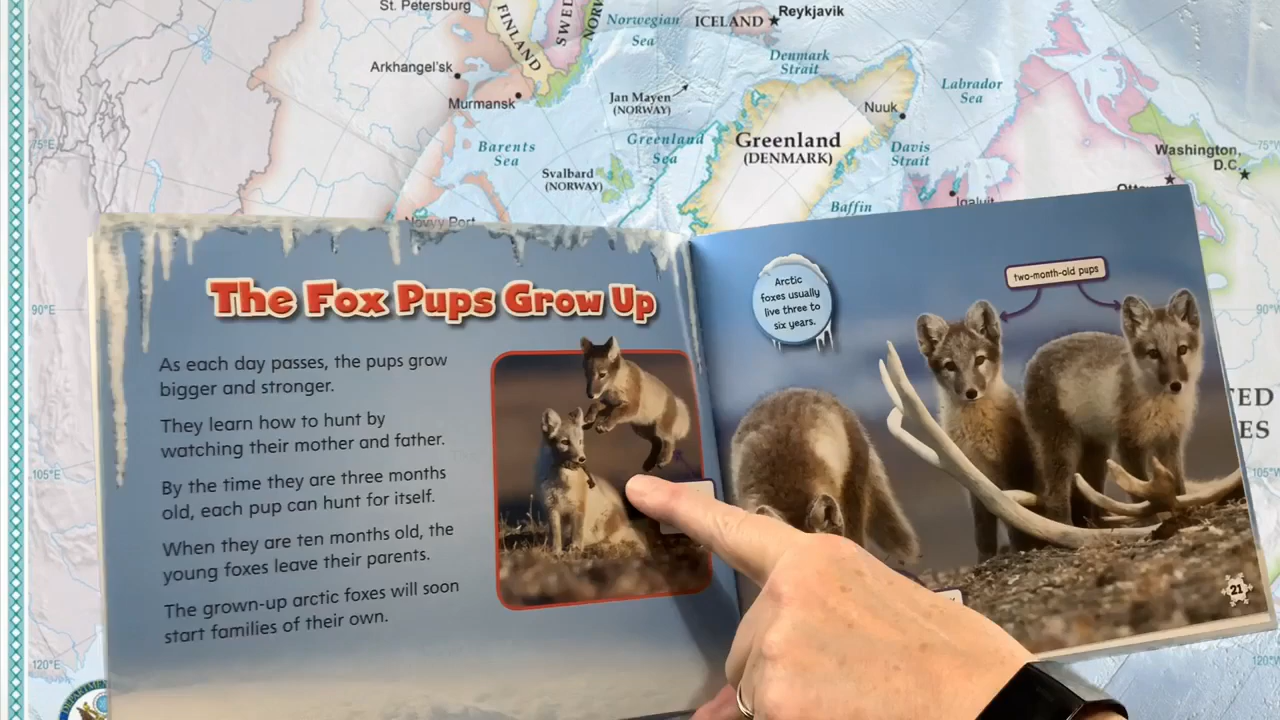 St. Petersburg
FINLAND
Norwegian
Sea
ICELAND
Reykjavik
Arkhangel'sk
Denmark
Strait
Murmansk
Jan Mayen
(NORWAY)
Labrador
Sea
Nuuk
Barents
Sea
Greenland
Sea
Greenland
(DENMARK)
Davis
Strait
Washington,
D.C.
75°E
Svalbard
(NORWAY)
Baffin
Iqaluit
90°E
105°E
120°E
The Fox Pups Grow Up
As each day passes, the pups grow
bigger and stronger.
They learn how to hunt by
watching their mother and father.
By the time they are three months
old, each pup can hunt for itself.
When they are ten months old, the
young foxes leave their parents.
The grown-up arctic foxes will soon
start families of their own.
Arctic
foxes usually
live three to
six years.
two-month-old pups
21